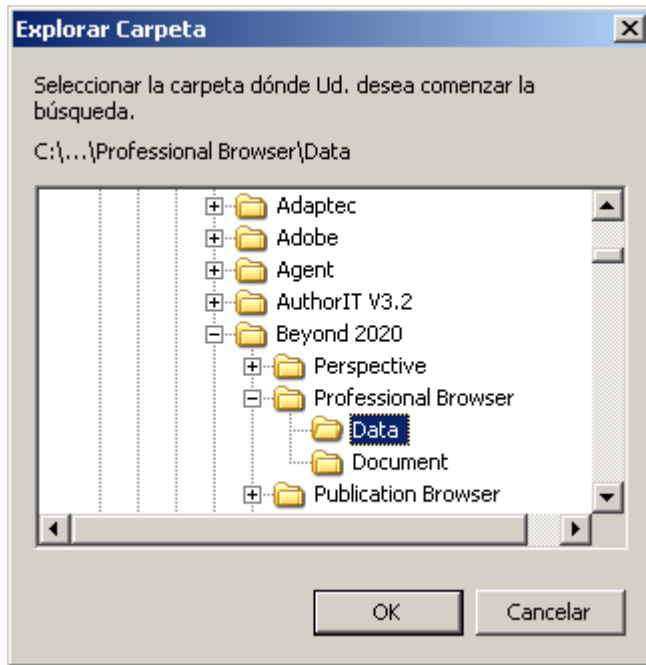 Explorar Carpeta
Seleccionar la carpeta dónde Ud. desea comenzar la
búsqueda.
C:\...\Professional Browser\Data
Adaptec
Adobe
Agent
AuthorIT V3.2
Beyond 2020
Perspective
Professional Browser
Data
Document
Publication Browser
OK
Cancelar